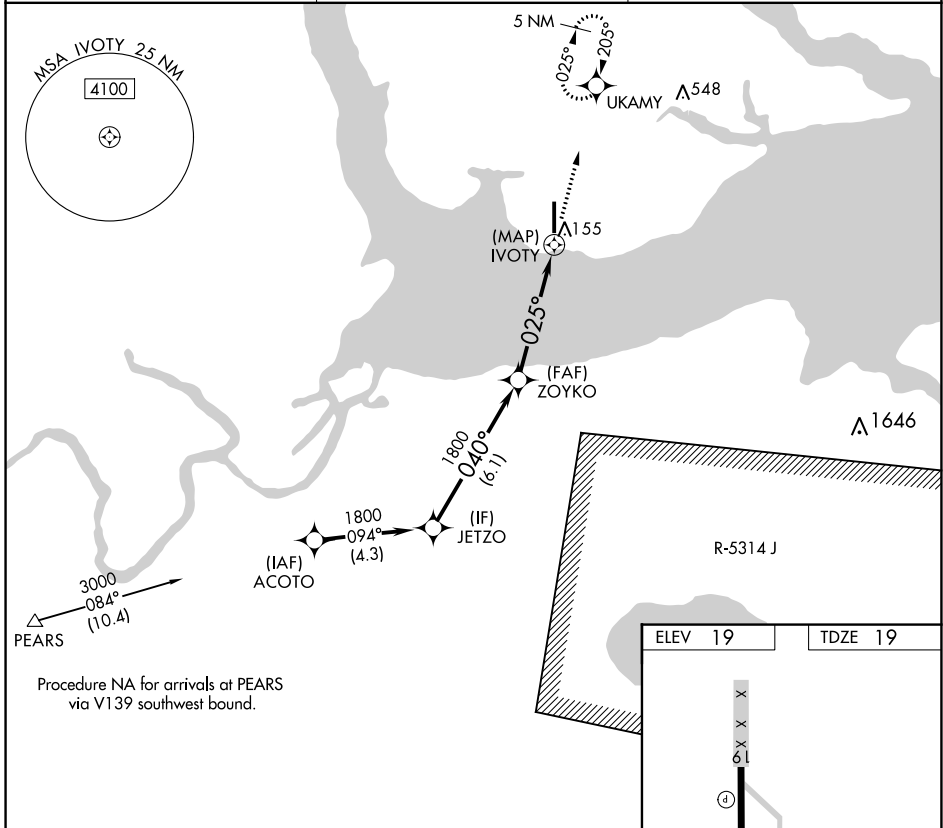 MSA IVOTY 25 NM
4100
5 NM
025°
205°
UKAMY
548
(MAP)
IVOTY
155
025°
(FAF)
ZOYKO
1646
1800
040°
(6.1)
(IF)
JETZO
1800
094°
(4.3)
(IAF)
ACOTO
R-5314 J
3000
084°
(10.4)
PEARS
Procedure NA for arrivals at PEARS
via V139 southwest bound.
ELEV 19
TDZE 19
X
X
X
19
P